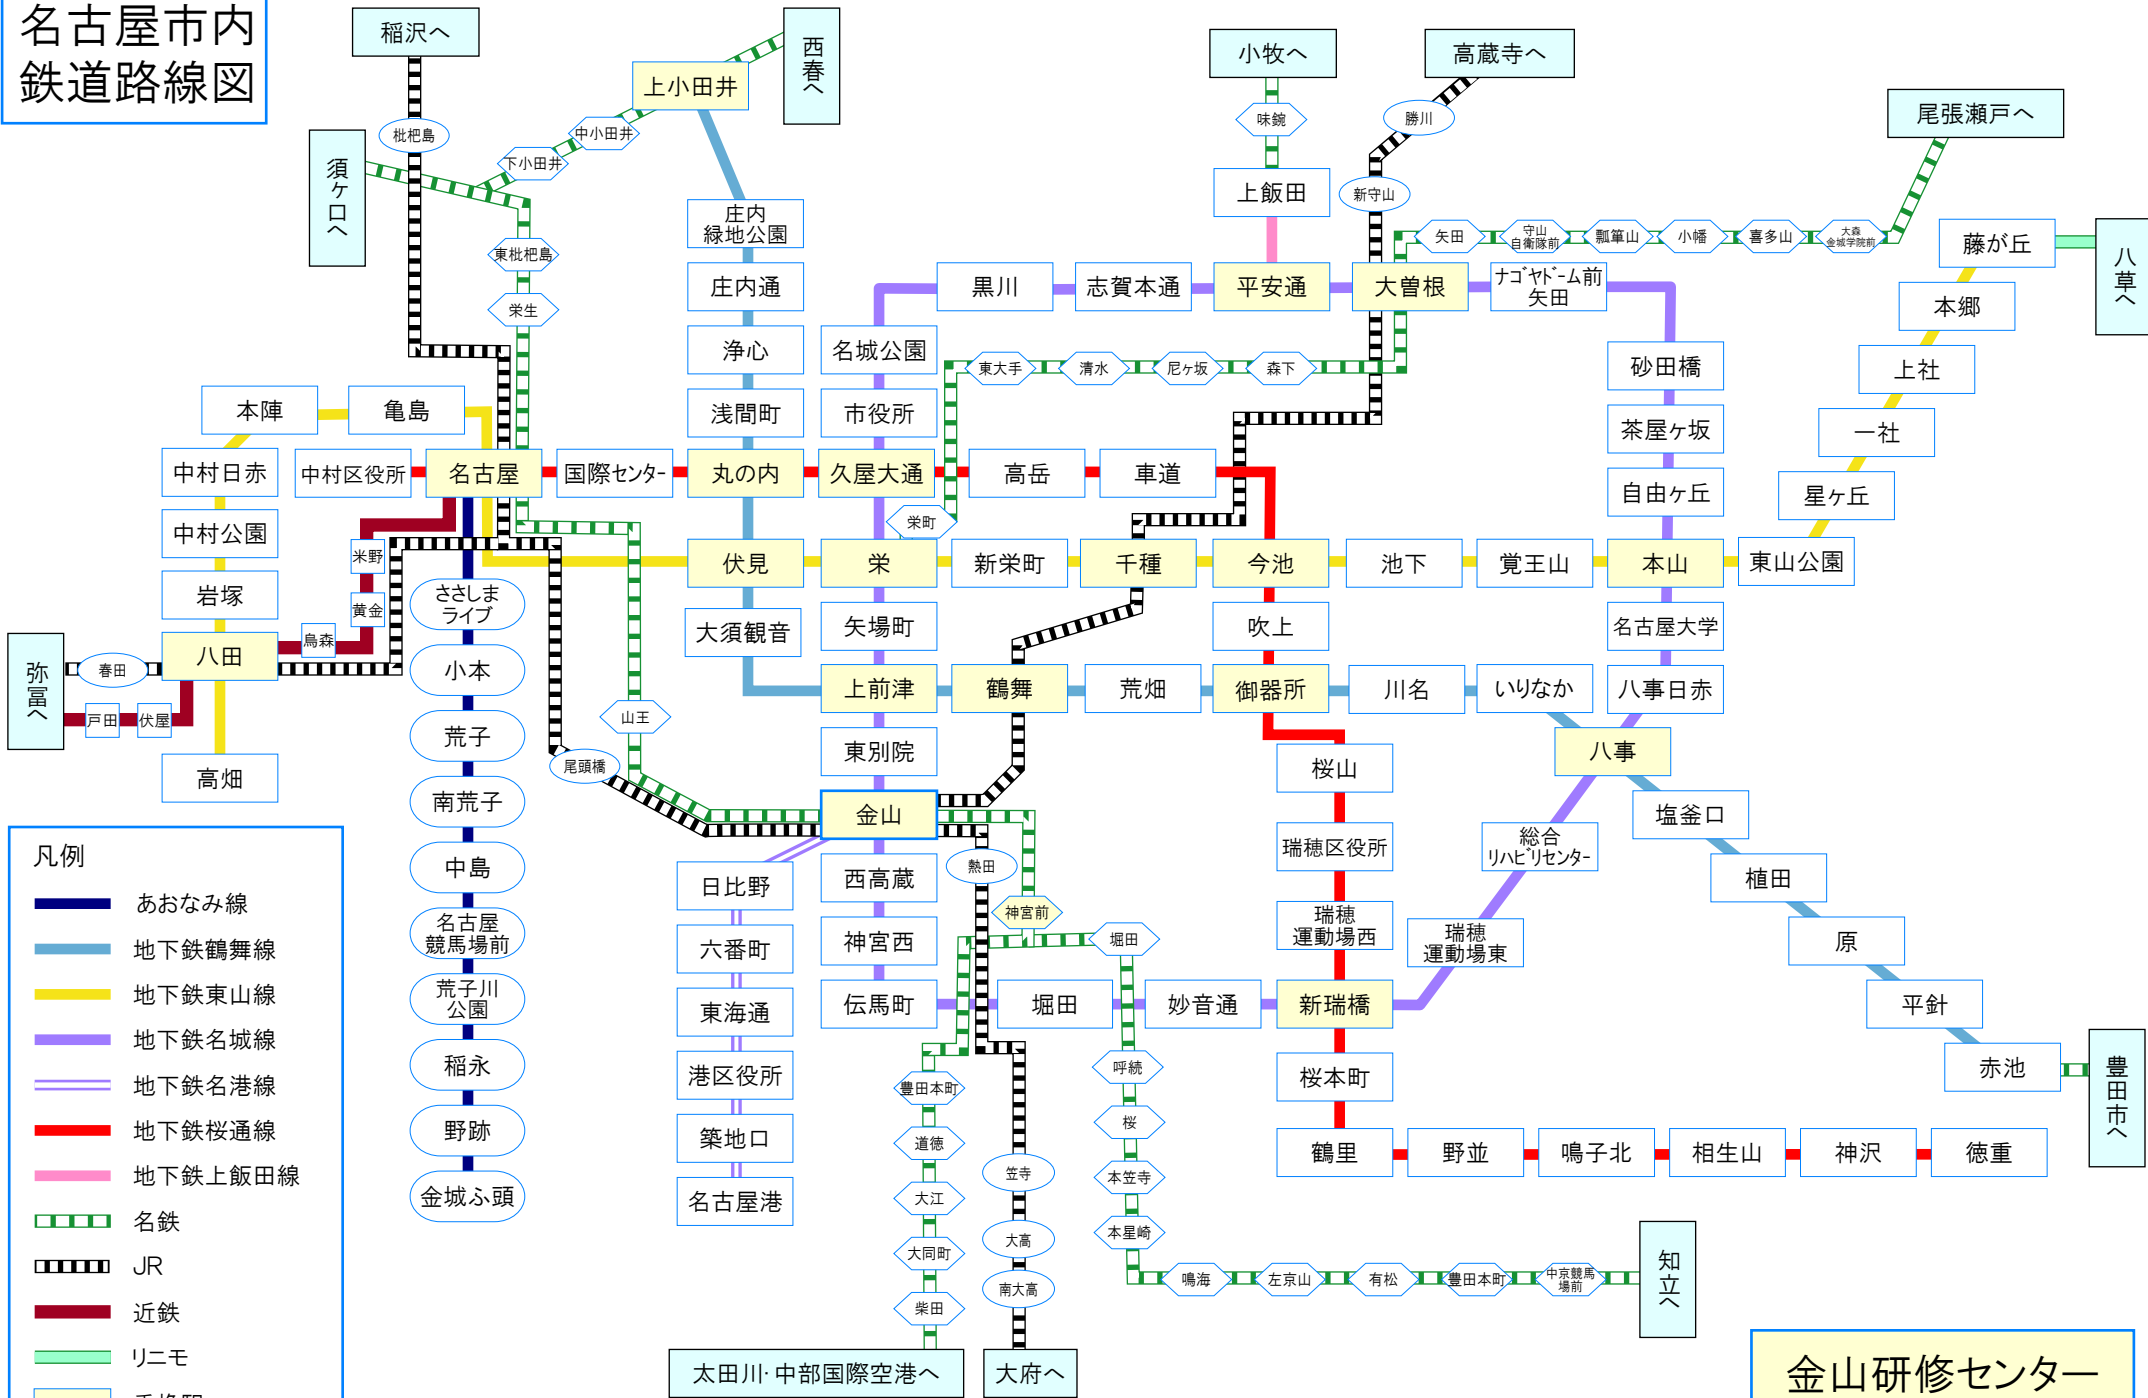 名古屋市内
鉄道路線図
稲沢へ
西春へ
小牧へ
高蔵寺へ
尾張瀬戸へ
須ヶ口へ
八草へ
上小田井
枇杷島
中小田井
下小田井
味鋺
勝川
上飯田
新守山
庄内
緑地公園
東枇杷島
矢田
守山
自衛隊前
瓢箪山
小幡
喜多山
大森
金城学院前
藤が丘
栄生
庄内通
黒川
志賀本通
平安通
大曽根
ナゴヤドーム前
矢田
本郷
浄心
名城公園
東大手
清水
尼ヶ坂
森下
砂田橋
上社
本陣
亀島
浅間町
市役所
茶屋ヶ坂
一社
中村日赤
中村区役所
名古屋
国際センター
丸の内
久屋大通
高岳
車道
自由ヶ丘
星ヶ丘
中村公園
米野
栄町
伏見
栄
新栄町
千種
今池
池下
覚王山
本山
東山公園
岩塚
黄金
ささしま
ライブ
烏森
大須観音
矢場町
吹上
名古屋大学
弥冨へ
春田
八田
小本
上前津
鶴舞
荒畑
御器所
川名
いりなか
八事日赤
戸田
伏屋
荒子
山王
東別院
八事
高畑
尾頭橋
桜山
南荒子
金山
塩釜口
中島
日比野
西高蔵
熱田
瑞穂区役所
総合
リハビリセンター
植田
名古屋
競馬場前
六番町
神宮西
神宮前
堀田
瑞穂
運動場西
瑞穂
運動場東
原
荒子川
公園
東海通
伝馬町
堀田
妙音通
新瑞橋
平針
稲永
港区役所
豊田本町
呼続
桜本町
赤池
豊田市へ
野跡
築地口
道徳
桜
鶴里
野並
鳴子北
相生山
神沢
徳重
金城ふ頭
名古屋港
大江
笠寺
本笠寺
大同町
大高
本星崎
柴田
南大高
鳴海
左京山
有松
豊田本町
中京競馬
場前
知立へ
太田川･中部国際空港へ
大府へ
凡例
あおなみ線
地下鉄鶴舞線
地下鉄東山線
地下鉄名城線
地下鉄名港線
地下鉄桜通線
地下鉄上飯田線
名鉄
JR
近鉄
リニモ
金山研修センター